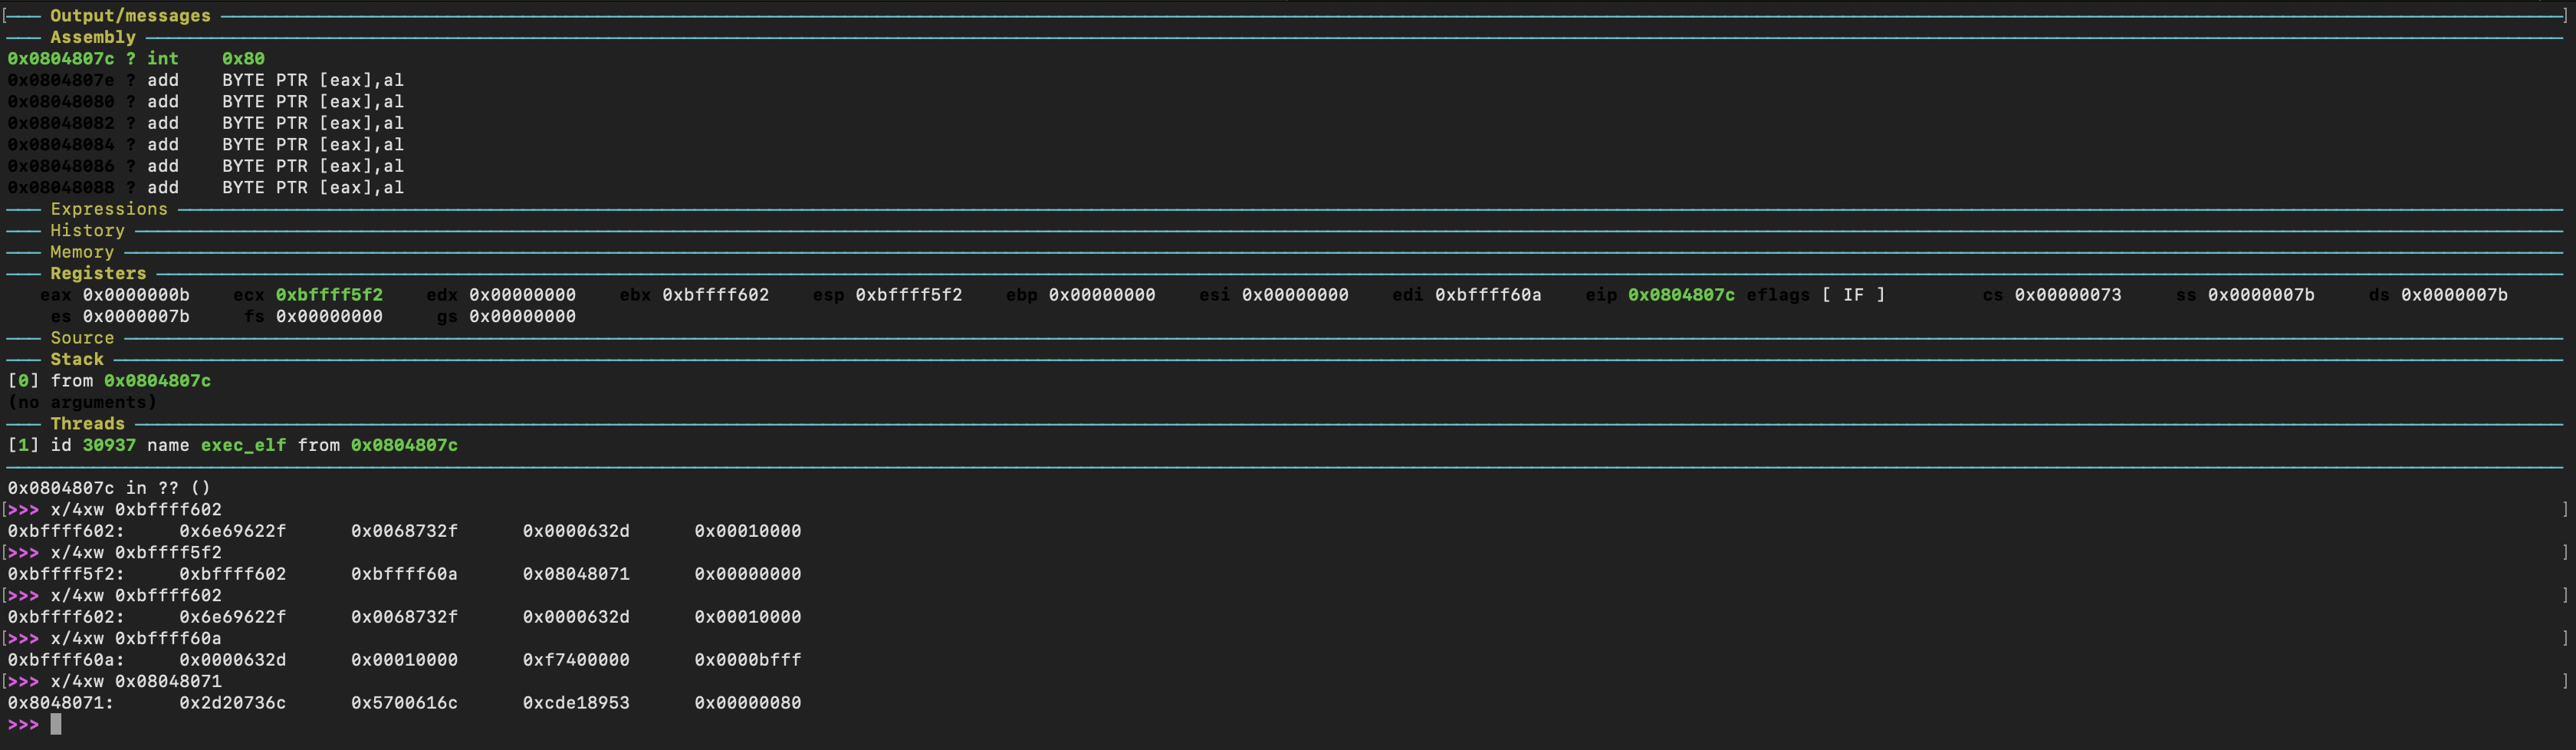 Output/messages
Assembly
0x0804807c ? int 0x80
0x0804807e ? add BYTE PTR [eax],al
0x08048080 ? add BYTE PTR [eax],al
0x08048082 ? add BYTE PTR [eax],al
0x08048084 ? add BYTE PTR [eax],al
0x08048086 ? add BYTE PTR [eax],al
0x08048088 ? add BYTE PTR [eax],al
Expressions
History
Memory
Registers
eax 0x0000000b ecx 0xbffff5f2 edx 0x00000000 ebx 0xbffff602 esp 0xbffff5f2 ebp 0x00000000 esi 0x00000000 edi 0xbffff60a eip 0x0804807c eflags [ IF ] cs 0x00000073 ss 0x0000007b ds 0x0000007b
es 0x0000007b fs 0x00000000 gs 0x00000000
Source
Stack
[0] from 0x0804807c
(no arguments)
Threads
[1] id 30937 name exec_elf from 0x0804807c
0x0804807c in ?? ()
>>> x/4xw 0xbffff602
0xbffff602: 0x6e69622f 0x0068732f 0x0000632d 0x00010000
>>> x/4xw 0xbffff5f2
0xbffff5f2: 0xbffff602 0xbffff60a 0x08048071 0x00000000
>>> x/4xw 0xbffff602
0xbffff602: 0x6e69622f 0x0068732f 0x0000632d 0x00010000
>>> x/4xw 0xbffff60a
0xbffff60a: 0x0000632d 0x00010000 0xf7400000 0x0000bfff
>>> x/4xw 0x08048071
0x8048071: 0x2d20736c 0x5700616c 0xcde18953 0x00000080
>>>